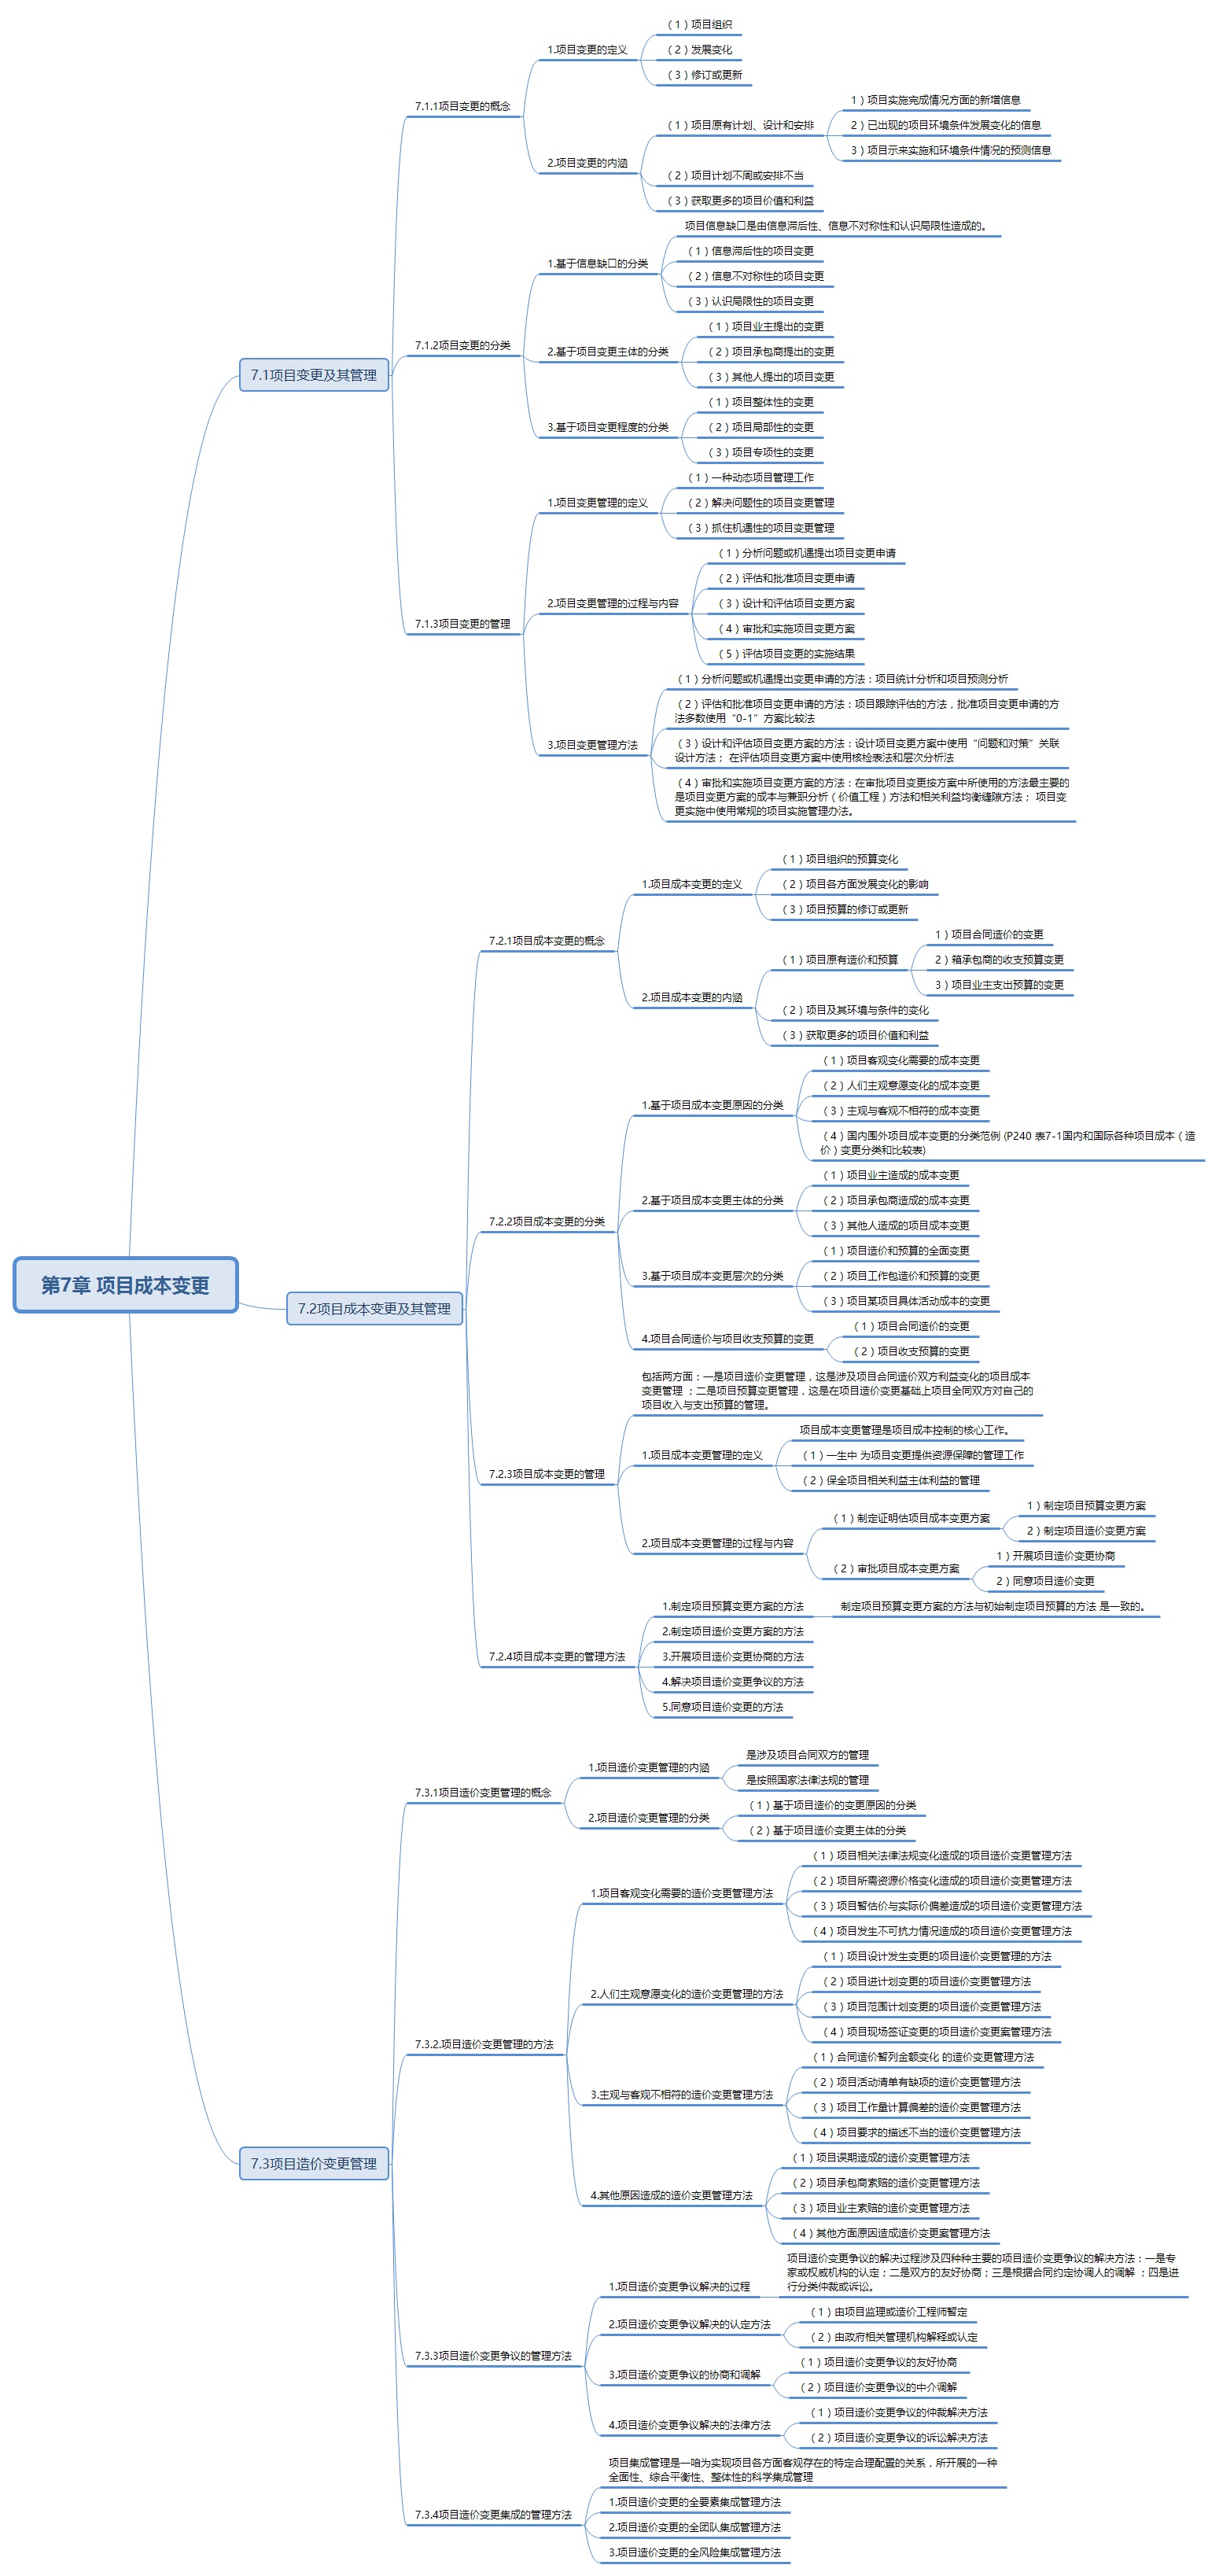 第7章 项目成本变更
7.1项目变更及其管理
7.1.1项目变更的概念
1.项目变更的定义
（1）项目组织
（2）发展变化
（3）修订或更新
2.项目变更的内涵
（1）项目原有计划、设计和安排
1）项目实施完成情况方面的新增信息
2）已出现的项目环境条件发展变化的信息
3）项目示来实施和环境条件情况的预测信息
（2）项目计划不周或安排不当
（3）获取更多的项目价值和利益
7.1.2项目变更的分类
1.基于信息缺口的分类
项目信息缺口是由信息滞后性、信息不对称性和认识局限性造成的。
（1）信息滞后性的项目变更
（2）信息不对称性的项目变更
（3）认识局限性的项目变更
2.基于项目变更主体的分类
（1）项目业主提出的变更
（2）项目承包商提出的变更
（3）其他人提出的项目变更
3.基于项目变更程度的分类
（1）项目整体性的变更
（2）项目局部性的变更
（3）项目专项性的变更
7.1.3项目变更的管理
1.项目变更管理的定义
（1）一种动态项目管理工作
（2）解决问题性的项目变更管理
（3）抓住机遇性的项目变更管理
2.项目变更管理的过程与内容
（1）分析问题或机遇提出项目变更申请
（2）评估和批准项目变更申请
（3）设计和评估项目变更方案
（4）审批和实施项目变更方案
（5）评估项目变更的实施结果
3.项目变更管理方法
（1）分析问题或机遇提出变更申请的方法：项目统计分析和项目预测分析
（2）评估和批准项目变更申请的方法：项目跟踪评估的方法，批准项目变更申请的方
法多数使用“0-1”方案比较法
（3）设计和评估项目变更方案的方法：设计项目变更方案中使用“问题和对策”关联
设计方法； 在评估项目变更方案中使用核检表法和层次分析法
（4）审批和实施项目变更方案的方法：在审批项目变更按方案中所使用的方法最主要的
是项目变更方案的成本与兼职分析（价值工程）方法和相关利益均衡缝隙方法； 项目变
更实施中使用常规的项目实施管理办法。
7.2项目成本变更及其管理
7.2.1项目成本变更的概念
1.项目成本变更的定义
（1）项目组织的预算变化
（2）项目各方面发展变化的影响
（3）项目预算的修订或更新
2.项目成本变更的内涵
（1）项目原有造价和预算
1）项目合同造价的变更
2）箱承包商的收支预算变更
3）项目业主支出预算的变更
（2）项目及其环境与条件的变化
（3）获取更多的项目价值和利益
7.2.2项目成本变更的分类
1.基于项目成本变更原因的分类
（1）项目客观变化需要的成本变更
（2）人们主观意愿变化的成本变更
（3）主观与客观不相符的成本变更
（4）国内围外项目成本变更的分类范例 (P240 表7-1国内和国际各种项目成本（造
价）变更分类和比较表)
2.基于项目成本变更主体的分类
（1）项目业主造成的成本变更
（2）项目承包商造成的成本变更
（3）其他人造成的项目成本变更
3.基于项目成本变更层次的分类
（1）项目造价和预算的全面变更
（2）项目工作包造价和预算的变更
（3）项目某项目具体活动成本的变更
4.项目合同造价与项目收支预算的变更
（1）项目合同造价的变更
（2）项目收支预算的变更
7.2.3项目成本变更的管理
包括两方面：一是项目造价变更管理，这是涉及项目合同造价双方利益变化的项目成本
变更管理 ；二是项目预算变更管理，这是在项目造价变更基础上项目全同双方对自己的
项目收入与支出预算的管理。
1.项目成本变更管理的定义
项目成本变更管理是项目成本控制的核心工作。
（1）一生中 为项目变更提供资源保障的管理工作
（2）保全项目相关利益主体利益的管理
2.项目成本变更管理的过程与内容
（1）制定证明估项目成本变更方案
1）制定项目预算变更方案
2）制定项目造价变更方案
（2）审批项目成本变更方案
1）开展项目造价变更协商
2）同意项目造价变更
7.2.4项目成本变更的管理方法
1.制定项目预算变更方案的方法
制定项目预算变更方案的方法与初始制定项目预算的方法 是一致的。
2.制定项目造价变更方案的方法
3.开展项目造价变更协商的方法
4.解决项目造价变更争议的方法
5.同意项目造价变更的方法
7.3项目造价变更管理
7.3.1项目造价变更管理的概念
1.项目造价变更管理的内涵
是涉及项目合同双方的管理
是按照国家法律法规的管理
2.项目造价变更管理的分类
（1）基于项目造价的变更原因的分类
（2）基于项目造价变更主体的分类
7.3.2.项目造价变更管理的方法
1.项目客观变化需要的造价变更管理方法
（1）项目相关法律法规变化造成的项目造价变更管理方法
（2）项目所需资源价格变化造成的项目造价变更管理方法
（3）项目暂估价与实际价偏差造成的项目造价变更管理方法
（4）项目发生不可抗力情况造成的项目造价变更管理方法
2.人们主观意愿变化的造价变更管理的方法
（1）项目设计发生变更的项目造价变更管理的方法
（2）项目进计划变更的项目造价变更管理方法
（3）项目范围计划变更的项目造价变更管理方法
（4）项目现场签证变更的项目造价变更案管理方法
3.主观与客观不相符的造价变更管理方法
（1）合同造价暂列金额变化 的造价变更管理方法
（2）项目活动清单有缺项的造价变更管理方法
（3）项目工作量计算偏差的造价变更管理方法
（4）项目要求的描述不当的造价变更管理方法
4.其他原因造成的造价变更管理方法
（1）项目误期造成的造价变更管理方法
（2）项目承包商索赔的造价变更管理方法
（3）项目业主索赔的造价变更管理方法
（4）其他方面原因造成造价变更案管理方法
7.3.3项目造价变更争议的管理方法
1.项目造价变更争议解决的过程
项目造价变更争议的解决过程涉及四种种主要的项目造价变更争议的解决方法：一是专
家或权威机构的认定；二是双方的友好协商；三是根据合同约定协调人的调解 ；四是进
行分类仲裁或诉讼。
2.项目造价变更争议解决的认定方法
（1）由项目监理或造价工程师暂定
（2）由政府相关管理机构解释或认定
3.项目造价变更争议的协商和调解
（1）项目造价变更争议的友好协商
（2）项目造价变更争议的中介调解
4.项目造价变更争议解决的法律方法
（1）项目造价变更争议的仲裁解决方法
（2）项目造价变更争议的诉讼解决方法
7.3.4项目造价变更集成的管理方法
项目集成管理是一咱为实现项目各方面客观存在的特定合理配置的关系，所开展的一种
全面性、综合平衡性、整体性的科学集成管理
1.项目造价变更的全要素集成管理方法
2.项目造价变更的全团队集成管理方法
3.项目造价变更的全风险集成管理方法